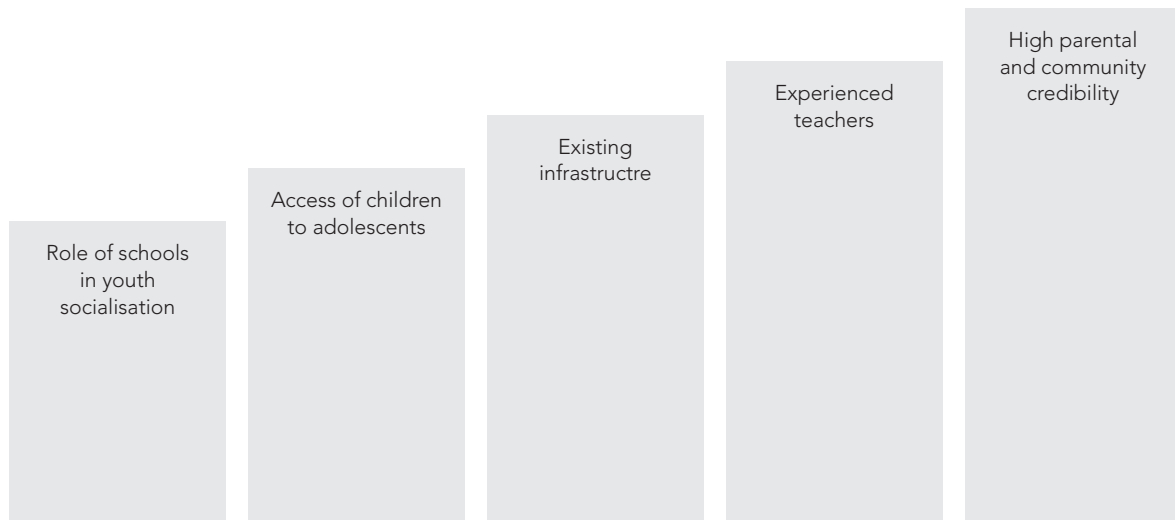 Role of schools
in youth
socialisation
Access of children
to adolescents
Existing
infrastructre
Experienced
teachers
High parental
and community
credibility